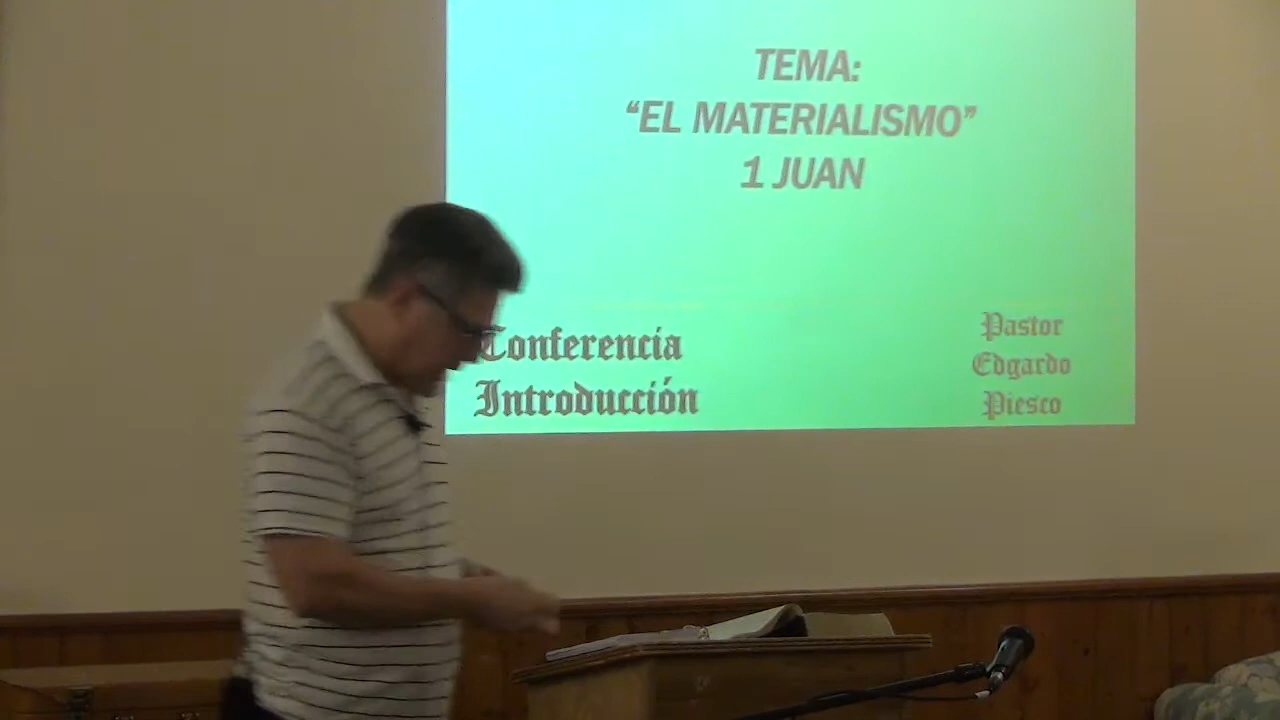 TEMA:
“EL MATERIALISMO”
1 JUAN
Conferencia
Introducción
Pastor
Edgardo
Piesco